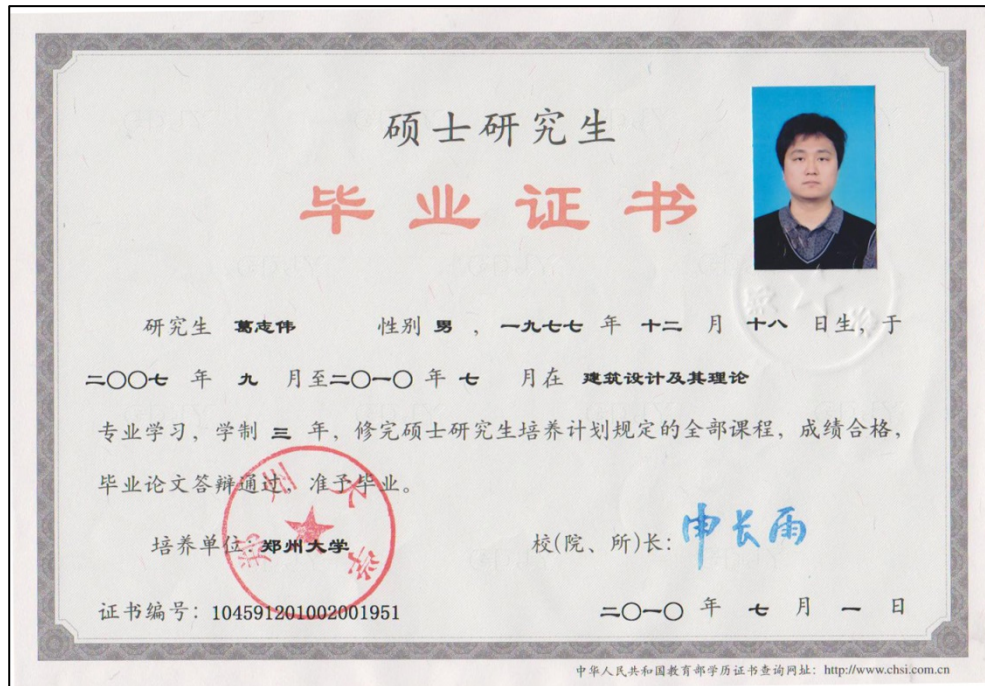 硕士研究生
毕业证书
研究生 葛志伟 性别 男 ，一九七七 年 十二 月 十八 日生，于
二〇〇七 年 九 月至二〇一〇 年 七 月在 建筑设计及其理论
专业学习，学制 三 年，修完硕士研究生培养计划规定的全部课程，成绩合格，
毕业论文答辩通过，准予毕业。
培养单位：郑州大学
校(院、所)长：申长雨
郑州大学
证书编号：104591201002001951
二〇一〇 年 七 月 一 日
中华人民共和国教育部学历证书查询网址：http://www.chsi.com.cn